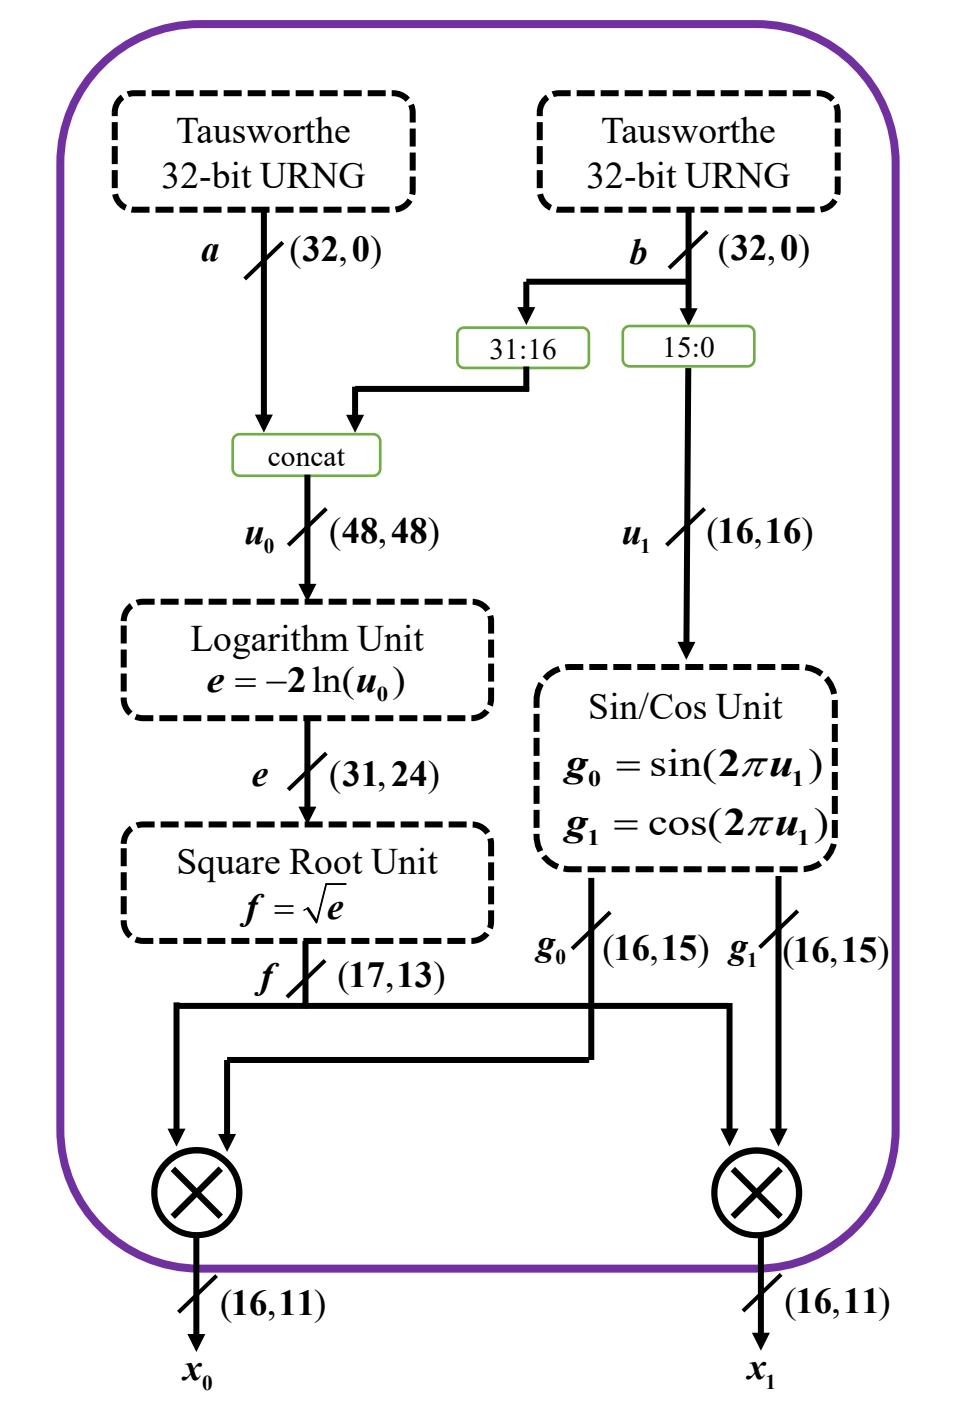 Tausworthe
32-bit URNG
Tausworthe
32-bit URNG
a (32,0)
b (32,0)
31:16
15:0
concat
u₀ (48,48)
u₁ (16,16)
Logarithm Unit
e = −2 ln(u₀)
Sin/Cos Unit
g₀ = sin(2πu₁)
g₁ = cos(2πu₁)
e (31,24)
Square Root Unit
f = √e
f (17,13)
g₀ (16,15)
g₁ (16,15)
(16,11)
(16,11)
x₀
x₁